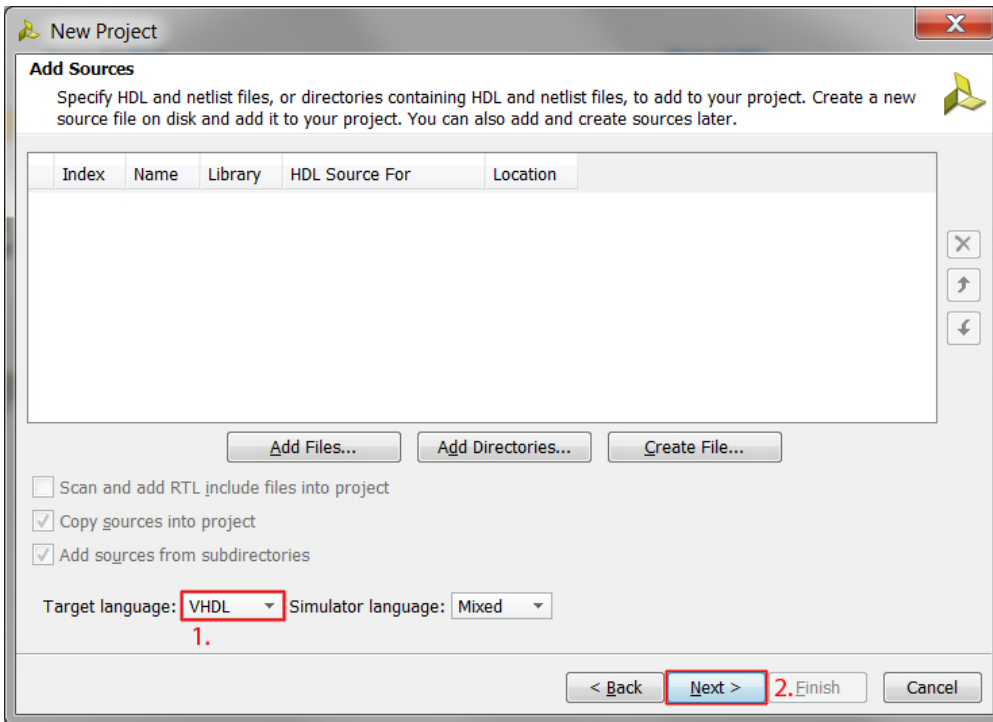 New Project
X
Add Sources
Specify HDL and netlist files, or directories containing HDL and netlist files, to add to your project. Create a new
source file on disk and add it to your project. You can also add and create sources later.
Index Name Library HDL Source For Location
Add Files... Add Directories... Create File...
Scan and add RTL include files into project
Copy sources into project
Add sources from subdirectories
Target language: VHDL Simulator language: Mixed
1.
< Back Next > 2. Finish Cancel